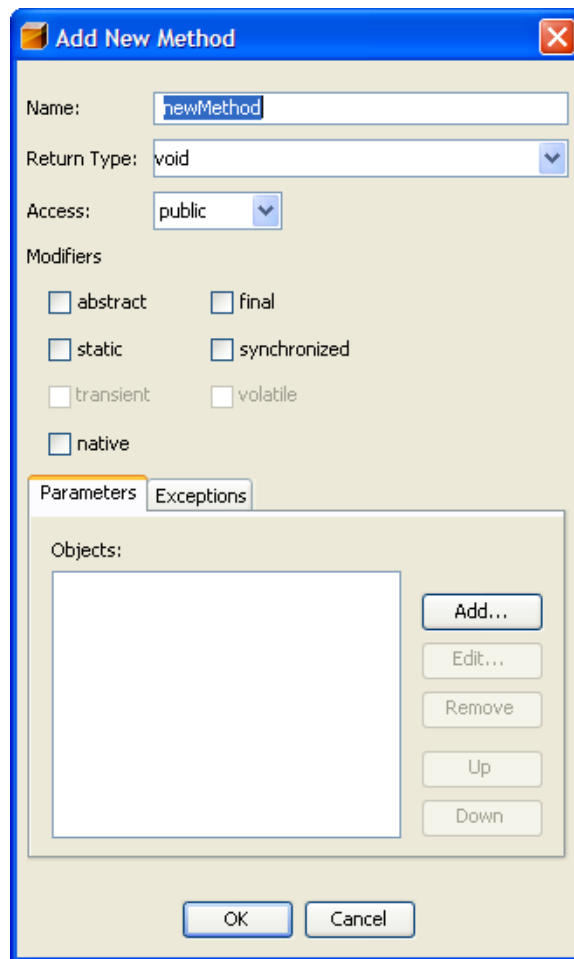 Add New Method
Name: newMethod
Return Type: void
Access: public
Modifiers
abstract final
static synchronized
transient volatile
native
Parameters Exceptions
Objects:
Add...
Edit...
Remove
Up
Down
OK Cancel